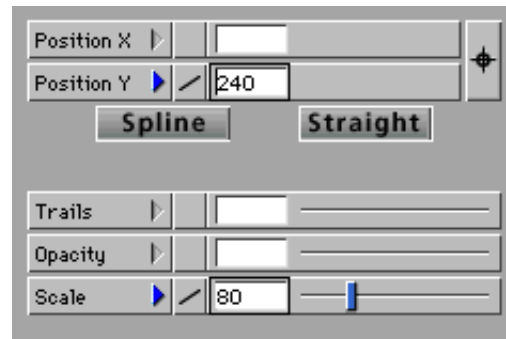 Position X
Position Y 240
Spline Straight
Trails
Opacity
Scale 80